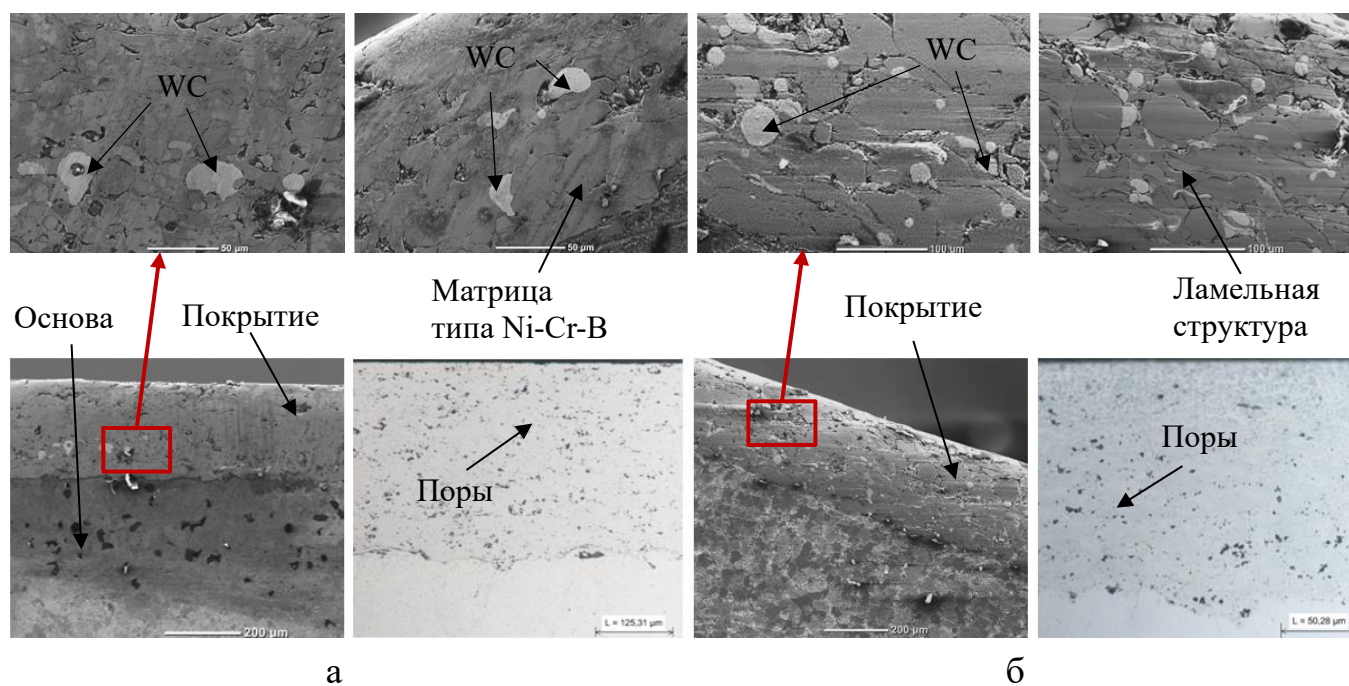 WC
WC
WC
WC
50 µm
50 µm
100 µm
100 µm
Основа
Покрытие
Матрица
типа Ni-Cr-B
Покрытие
Ламельная
структура
Поры
Поры
200 µm
L = 125,31 µm
200 µm
L = 50,28 µm
а
б